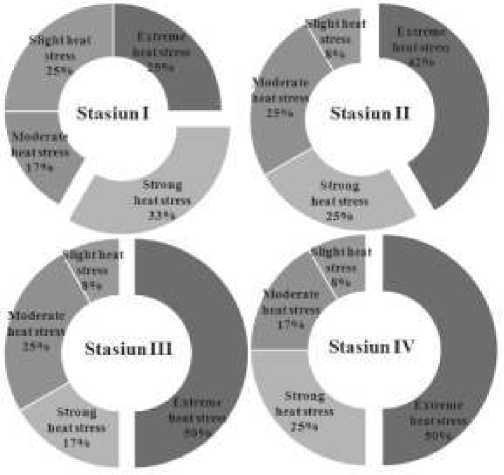 Slight heat
stress
25%
Extreme
heat stress
25%
Moderate
heat stress
17%
Stasiun I
Strong
heat stress
33%
Slight heat
stress
8%
Extreme
heat stress
42%
Moderate
heat stress
25%
Stasiun II
Strong
heat stress
25%
Slight heat
stress
8%
Moderate
heat stress
25%
Stasiun III
Strong
heat stress
17%
Extreme
heat stress
50%
Slight heat
stress
8%
Moderate
heat stress
17%
Stasiun IV
Strong
heat stress
25%
Extreme
heat stress
50%